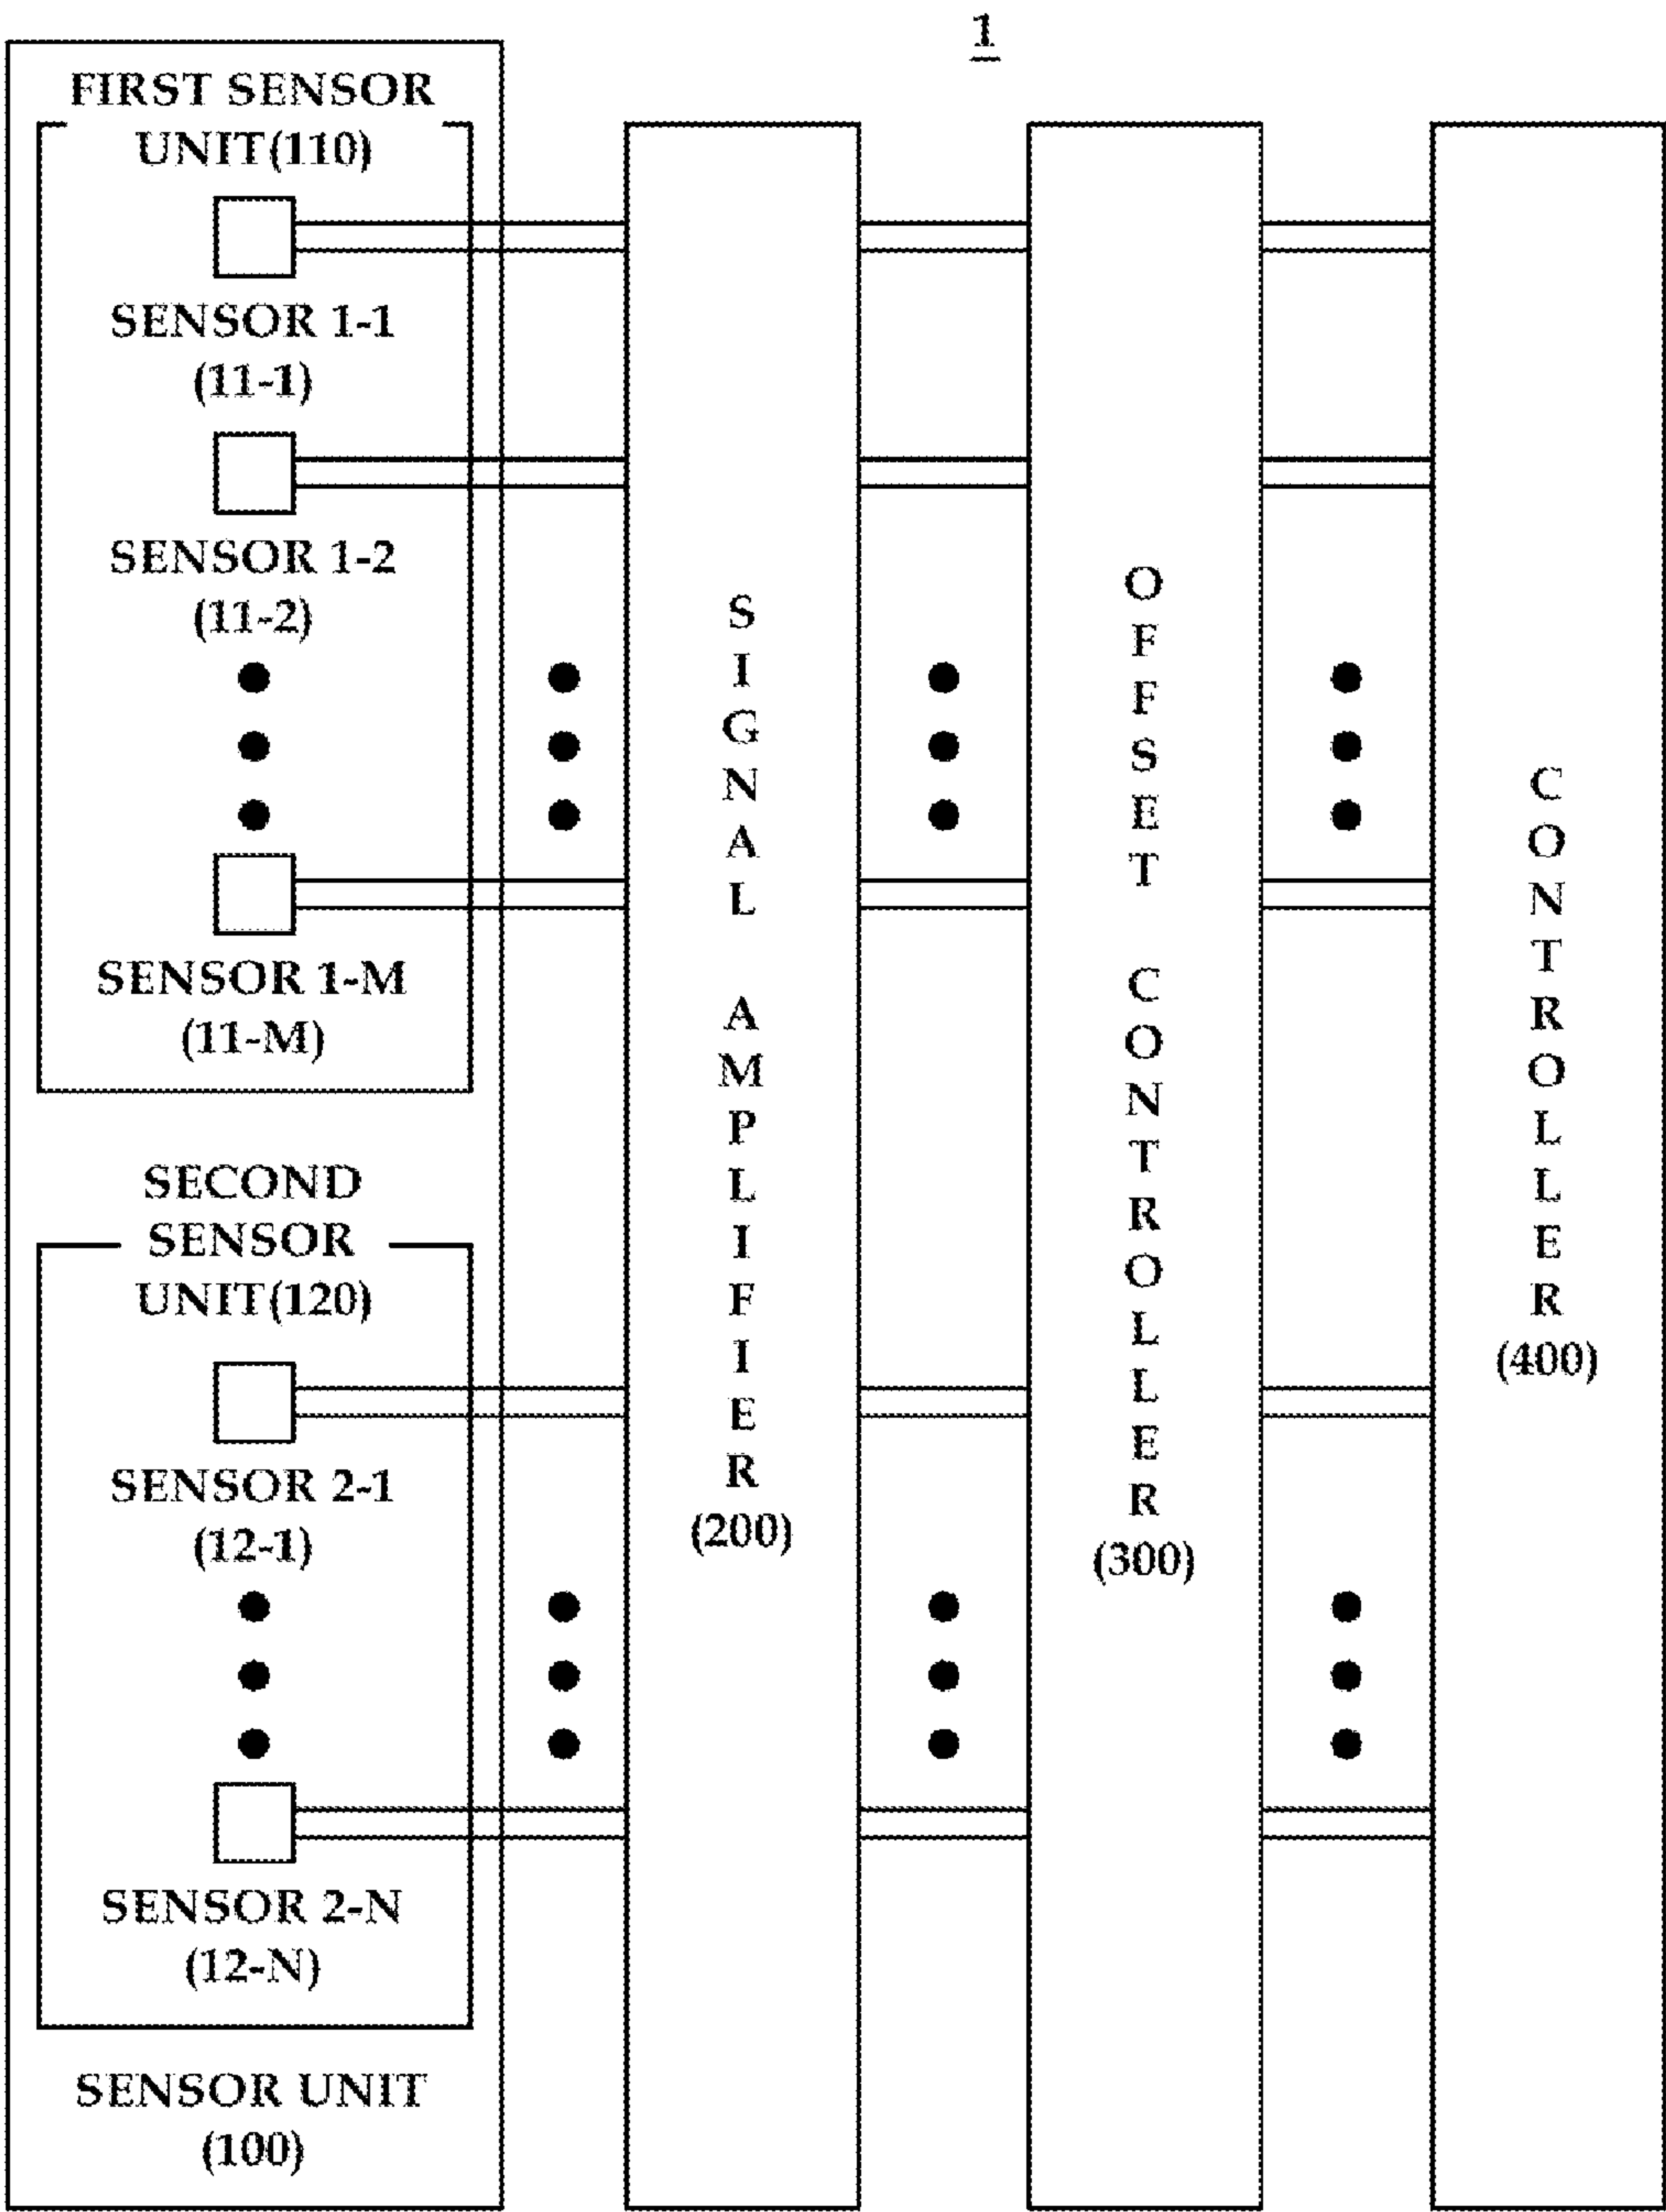 1
FIRST SENSOR
UNIT(110)
SENSOR 1-1
(11-1)
SENSOR 1-2
(11-2)
SENSOR 1-M
(11-M)
SECOND
SENSOR
UNIT(120)
SENSOR 2-1
(12-1)
SENSOR 2-N
(12-N)
SENSOR UNIT
(100)
SIGNAL AMPLIFIER
(200)
OFFSET CONTROLLER
(300)
CONTROLLER
(400)